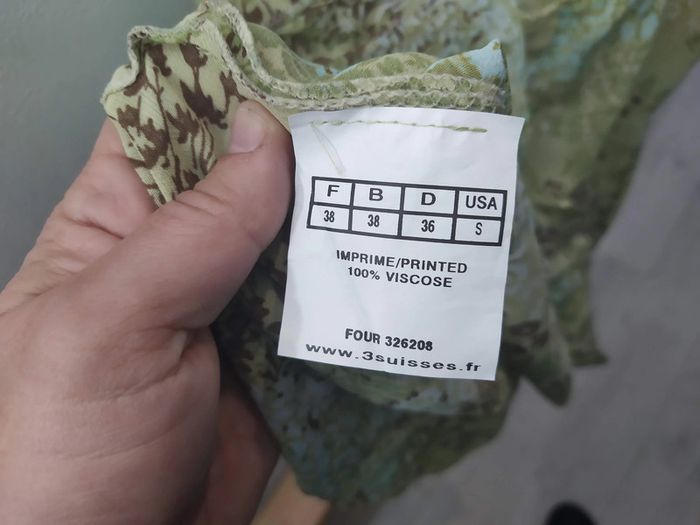 F B D USA
38 38 36 S
IMPRIME/PRINTED
100% VISCOSE
FOUR 326208
www.3suisses.fr